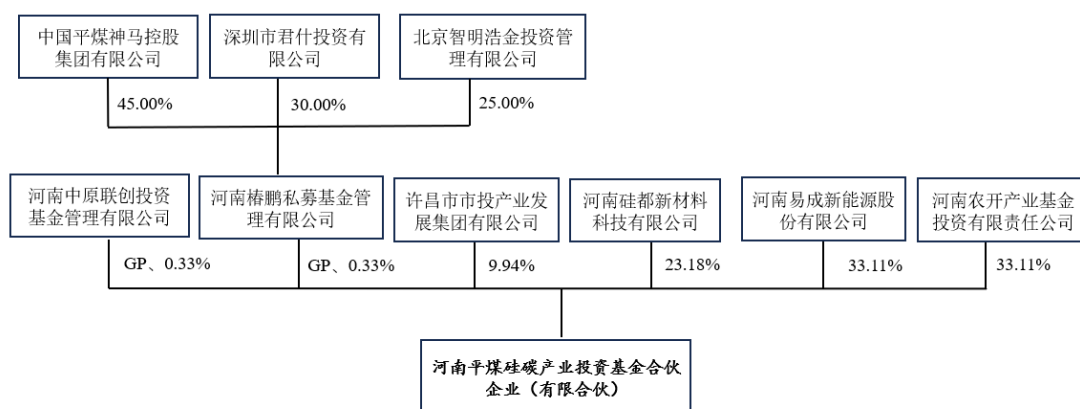 中国平煤神马控股
集团有限公司
深圳市君什投资有
限公司
北京智明浩金投资管
理有限公司
45.00%
30.00%
25.00%
河南中原联创投资
基金管理有限公司
河南椿鹏私募基金管
理有限公司
许昌市市投产业发
展集团有限公司
河南硅都新材料
科技有限公司
河南易成新能源股
份有限公司
河南农开产业基金
投资有限责任公司
GP、0.33%
GP、0.33%
9.94%
23.18%
33.11%
33.11%
河南平煤硅碳产业投资基金合伙
企业（有限合伙）